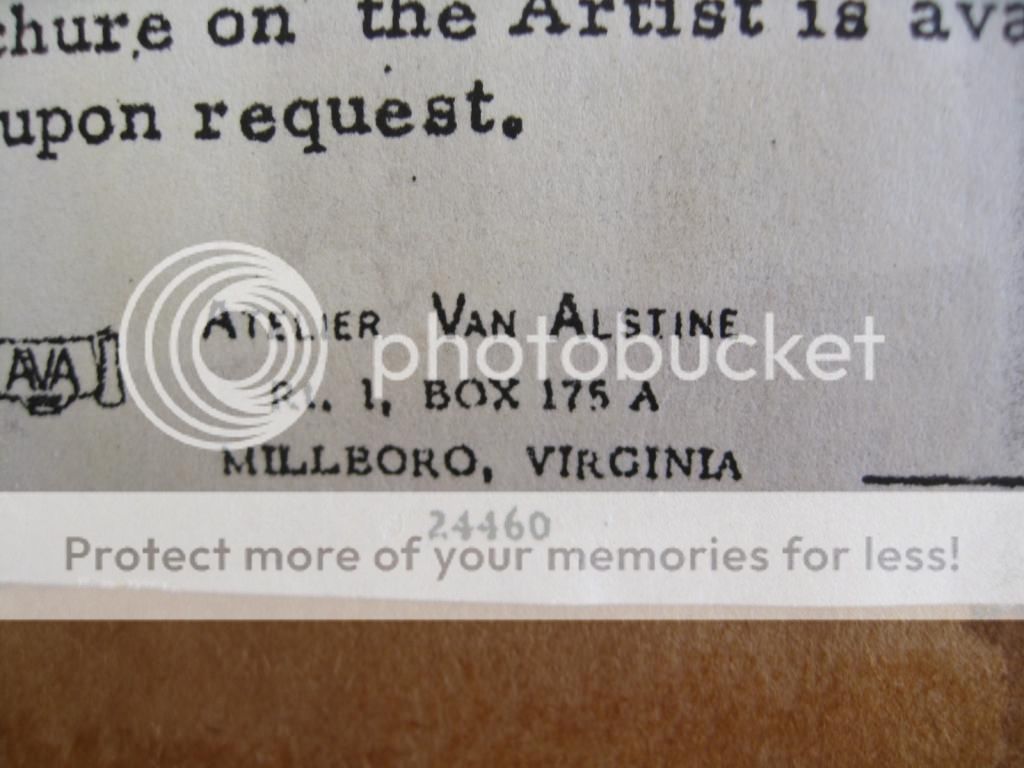 chure on the Artist is ava
upon request.
AVA
ATELIER VAN ALSTINE
Rt. 1, BOX 175 A
MILLBORO, VIRGINIA
24460
photobucket
Protect more of your memories for less!